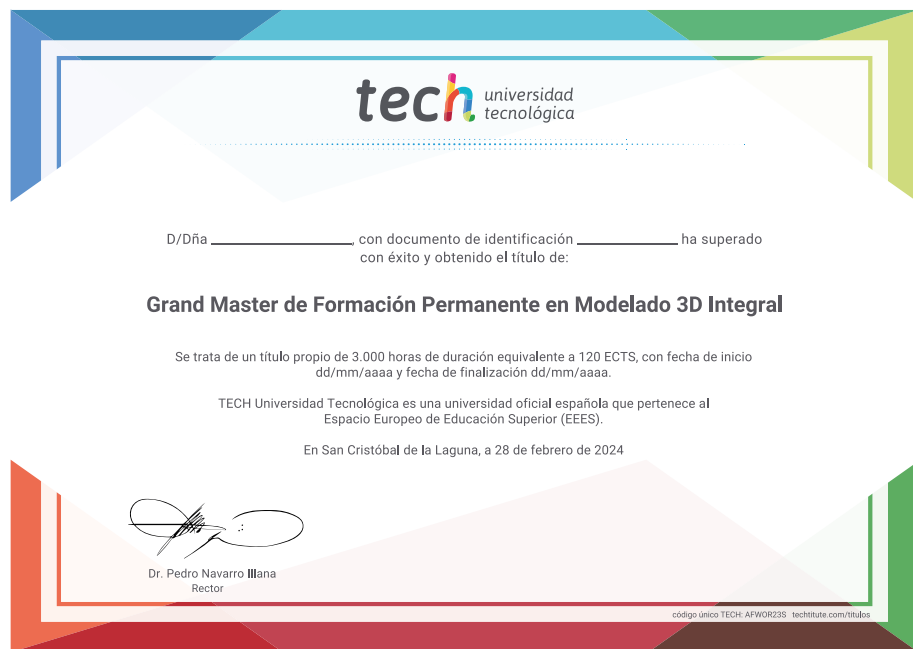 tech universidad
tecnológica
D/Dña ____________________, con documento de identificación ______________ ha superado
con éxito y obtenido el título de:
Grand Master de Formación Permanente en Modelado 3D Integral
Se trata de un título propio de 3.000 horas de duración equivalente a 120 ECTS, con fecha de inicio
dd/mm/aaaa y fecha de finalización dd/mm/aaaa.
TECH Universidad Tecnológica es una universidad oficial española que pertenece al
Espacio Europeo de Educación Superior (EEES).
En San Cristóbal de la Laguna, a 28 de febrero de 2024
Dr. Pedro Navarro Illana
Rector
código único TECH: AFWOR23S techtitute.com/titulos